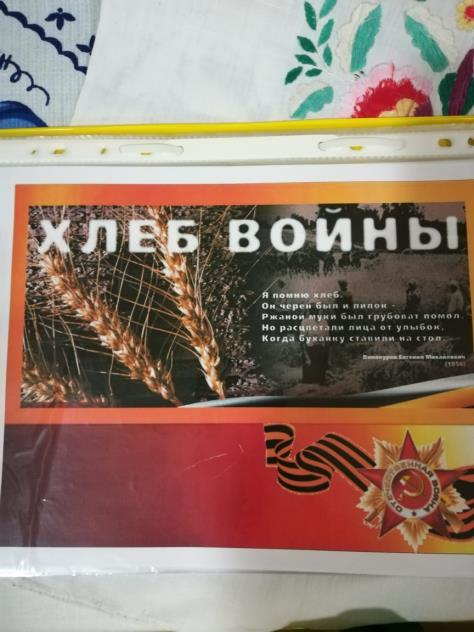 ХЛЕБ ВОЙНЫ
Я помню хлеб.
Он черен был и липок -
Ржаной муки был грубоват помол.
Но расцветали лица от улыбок,
Когда буханку ставили на стол.
Винокуров Евгений Михайлович
(1956)
ОТЕЧЕСТВЕННАЯ ВОЙНА